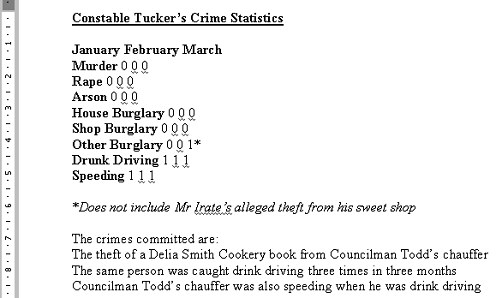 Constable Tucker's Crime Statistics
January February March
Murder 0 0 0
Rape 0 0 0
Arson 0 0 0
House Burglary 0 0 0
Shop Burglary 0 0 0
Other Burglary 0 0 1*
Drunk Driving 1 1 1
Speeding 1 1 1
*Does not include Mr Irate's alleged theft from his sweet shop
The crimes committed are:
The theft of a Delia Smith Cookery book from Councilman Todd's chauffer
The same person was caught drink driving three times in three months
Councilman Todd's chauffer was also speeding when he was drink driving